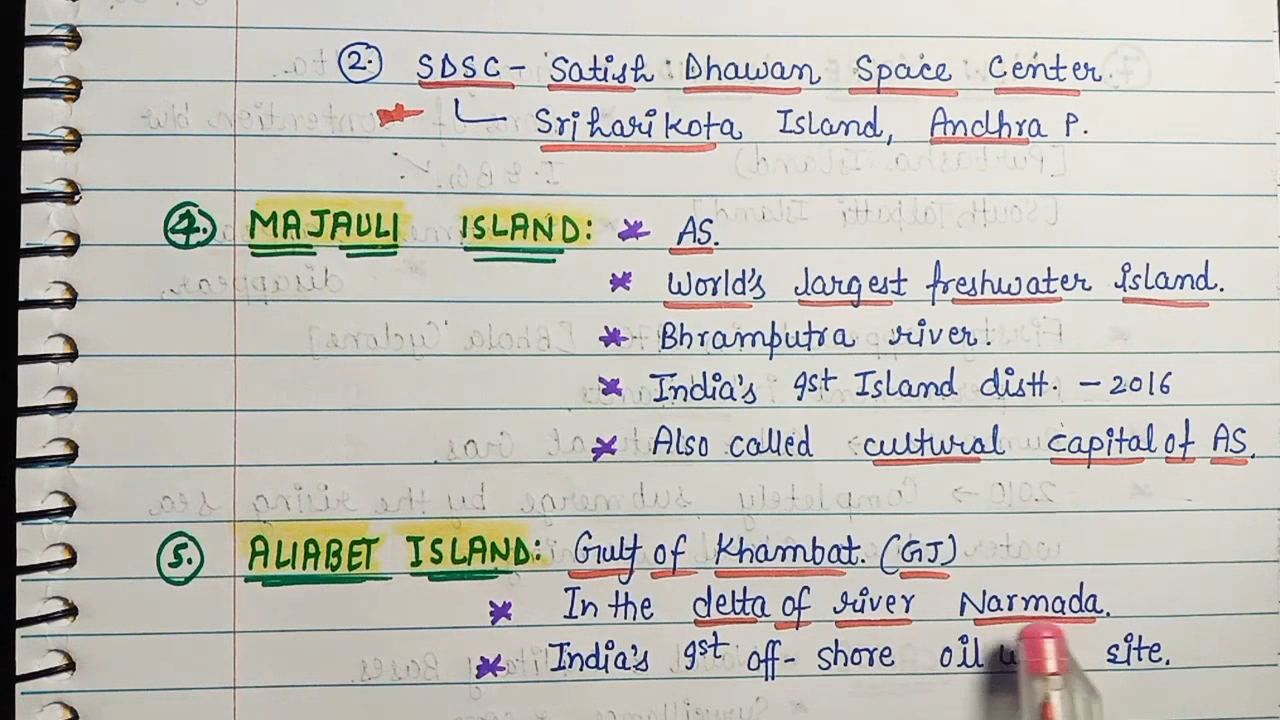 2. SDSC - Satish Dhawan Space Center.
Sriharikota Island, Andhra P.
4. MAJAULI ISLAND: * AS.
* World's largest freshwater island.
* Bhramputra river.
* India's 9st Island distt. - 2016
* Also called cultural capital of AS.
5. ALIABET ISLAND: Gulf of Khambat. (GJ)
* In the delta of river Narmada.
* India's 9st off-shore oil site.